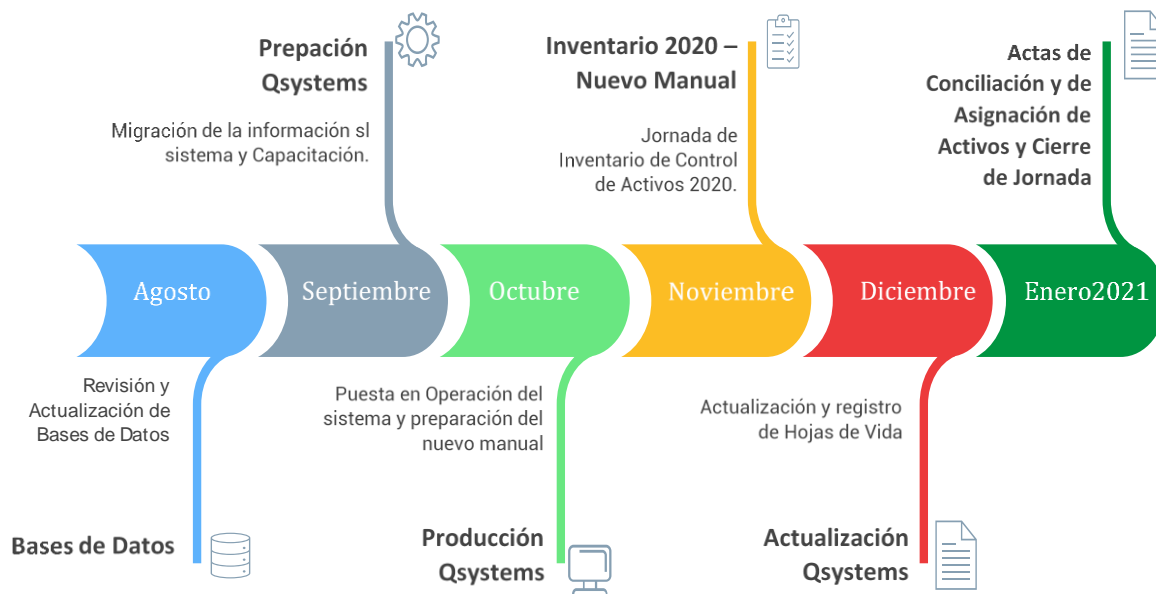 Prepación
Qsystems
Migración de la información sl
sistema y Capacitación.
Inventario 2020 –
Nuevo Manual
Jornada de
Inventario de Control
de Activos 2020.
Actas de
Conciliación y de
Asignación de
Activos y Cierre
de Jornada
Agosto
Septiembre
Octubre
Noviembre
Diciembre
Enero2021
Revisión y
Actualización de
Bases de Datos
Bases de Datos
Puesta en Operación del
sistema y preparación del
nuevo manual
Producción
Qsystems
Actualización y registro
de Hojas de Vida
Actualización
Qsystems